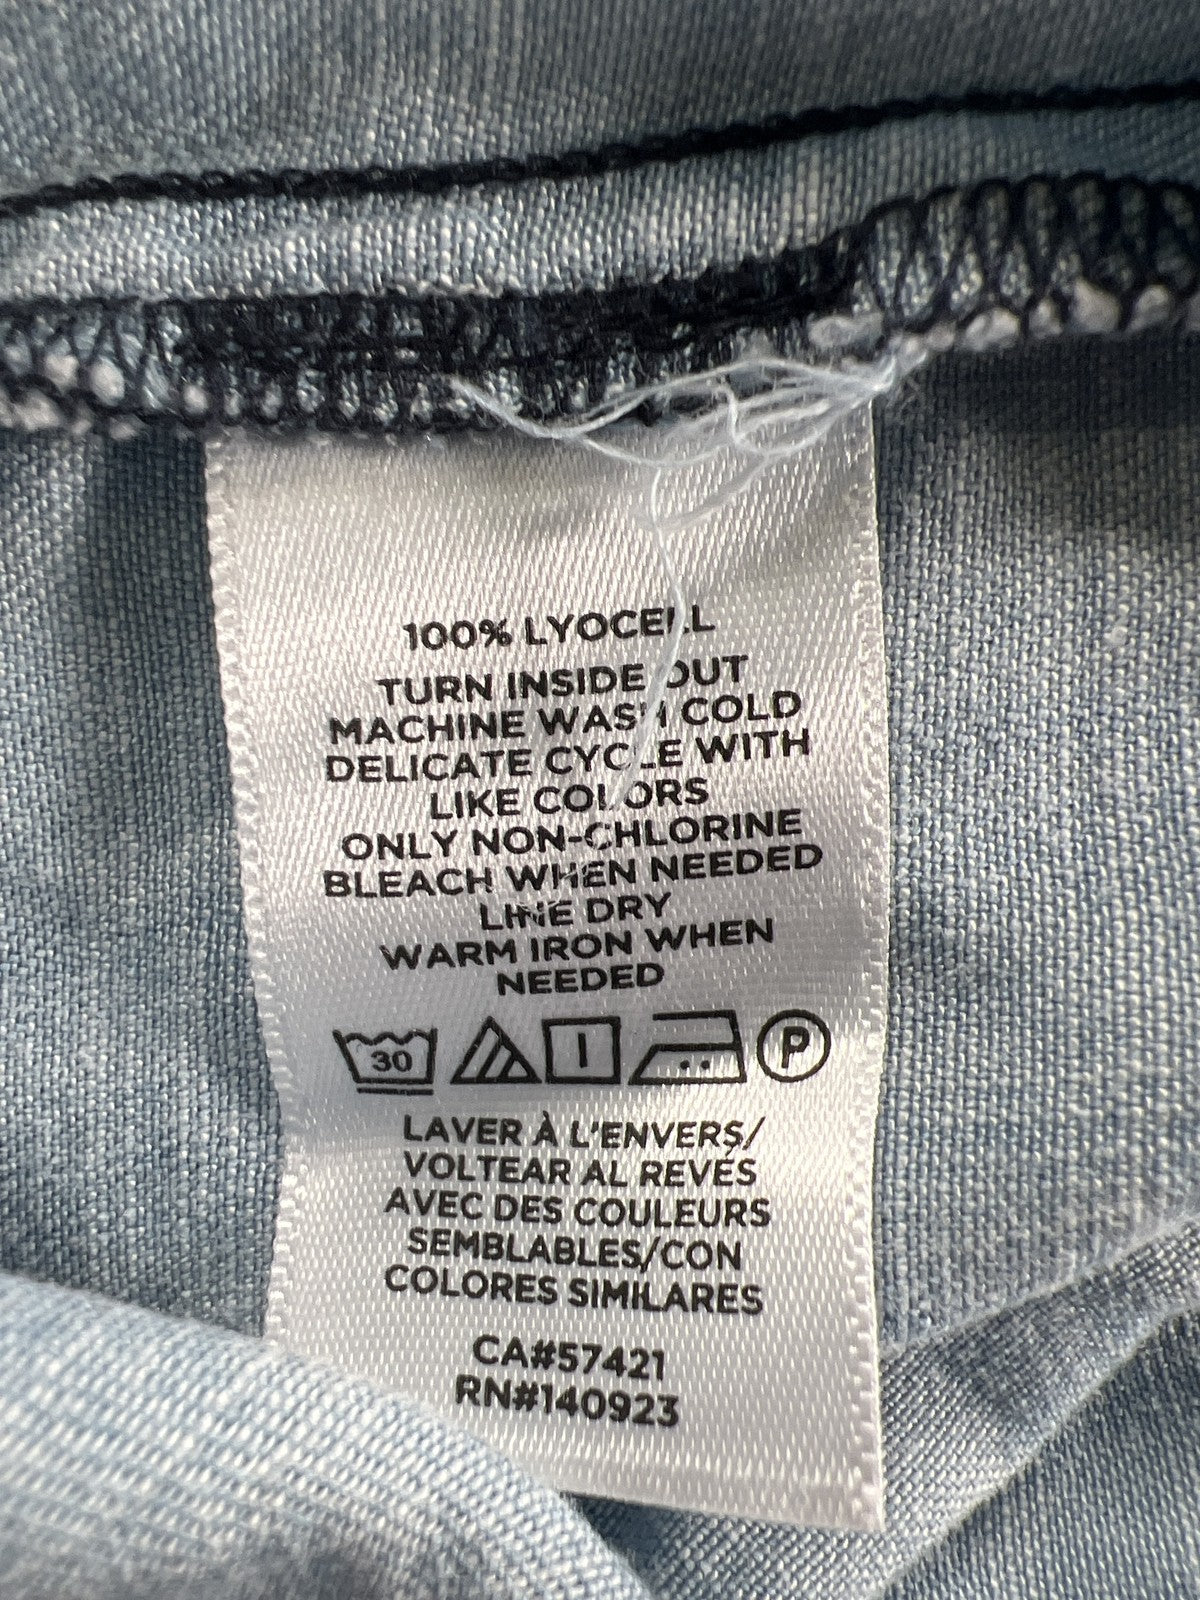 100% LYOCELL
TURN INSIDE OUT
MACHINE WASH COLD
DELICATE CYCLE WITH
LIKE COLORS
ONLY NON-CHLORINE
BLEACH WHEN NEEDED
LINE DRY
WARM IRON WHEN
NEEDED
30 P
LAVER À L'ENVERS/
VOLTEAR AL REVÉS
AVEC DES COULEURS
SEMBLABLES/CON
COLORES SIMILARES
CA#57421
RN#140923